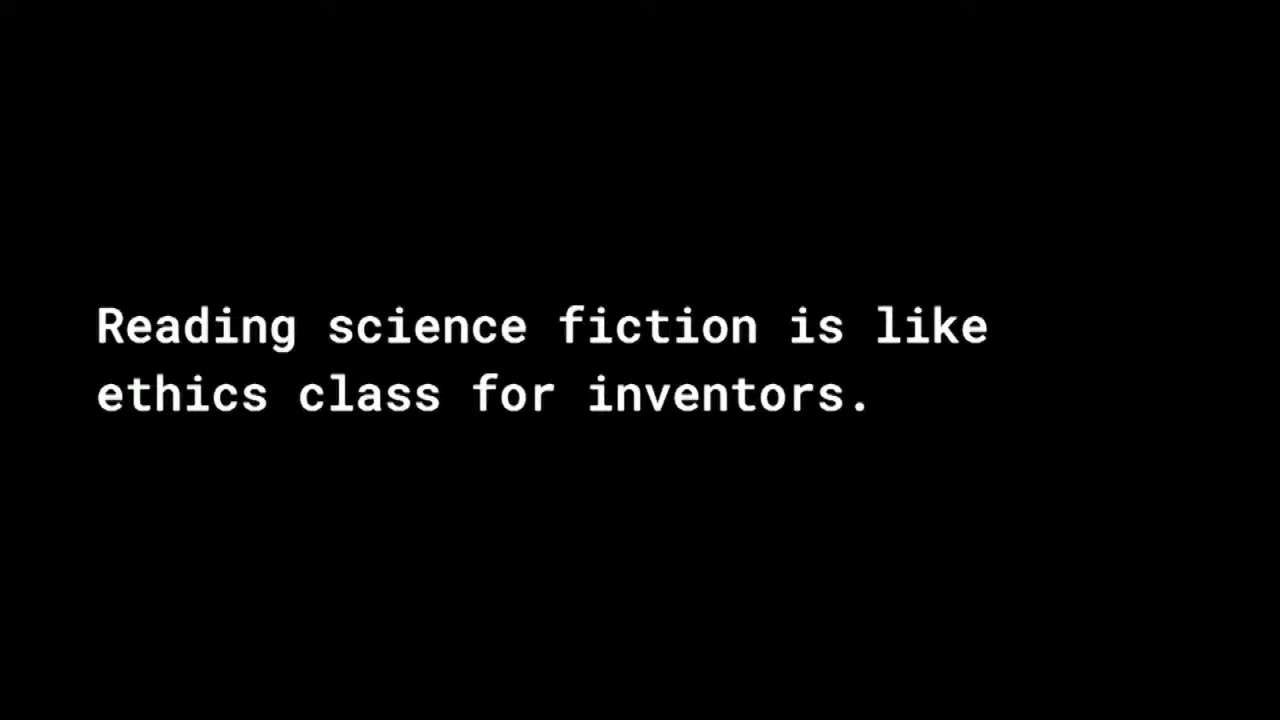 Reading science fiction is like
ethics class for inventors.